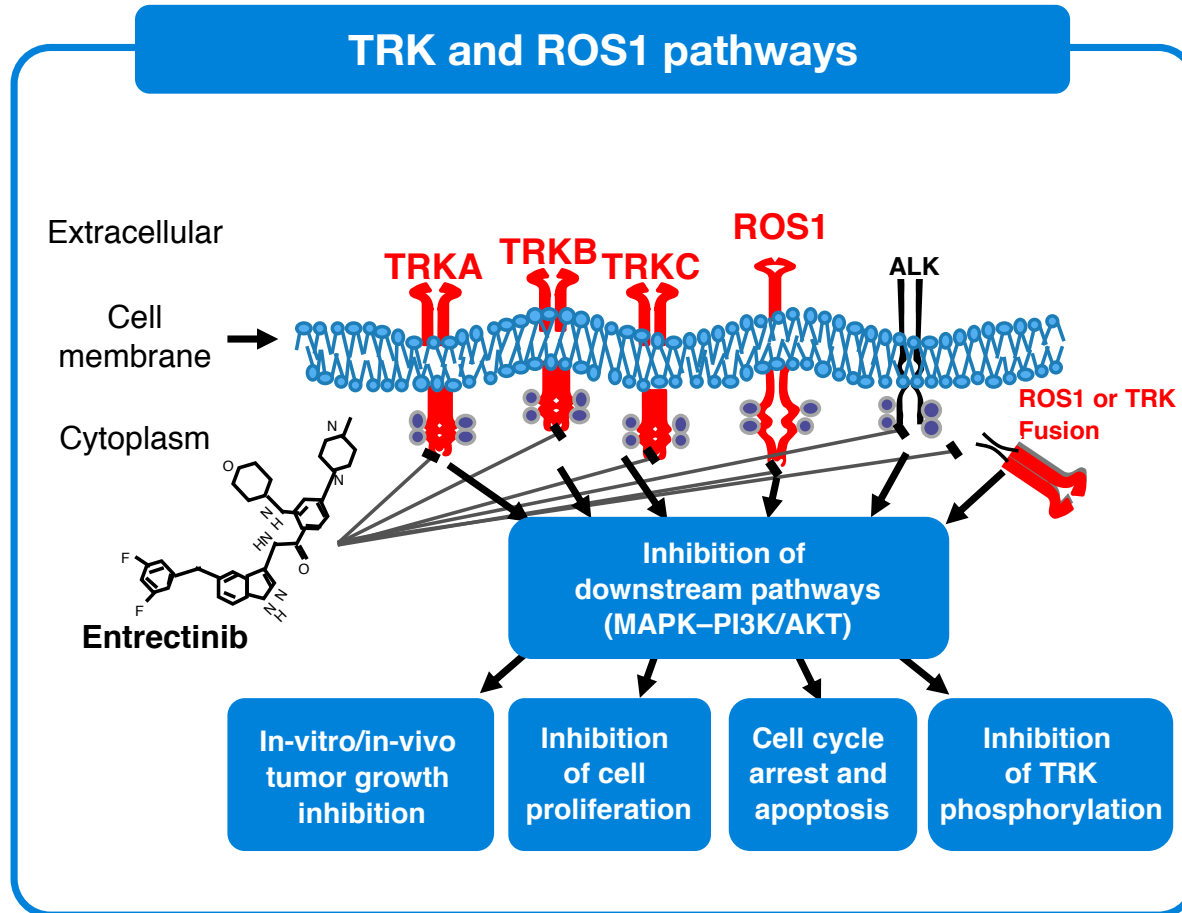 TRK and ROS1 pathways
Extracellular
TRKA
TRKB
TRKC
ROS1
ALK
Cell
membrane
Cytoplasm
ROS1 or TRK
Fusion
N
N
O
N
H
HN
O
F
F
N
N
H
Entrectinib
Inhibition of
downstream pathways
(MAPK–PI3K/AKT)
In-vitro/in-vivo
tumor growth
inhibition
Inhibition
of cell
proliferation
Cell cycle
arrest and
apoptosis
Inhibition
of TRK
phosphorylation